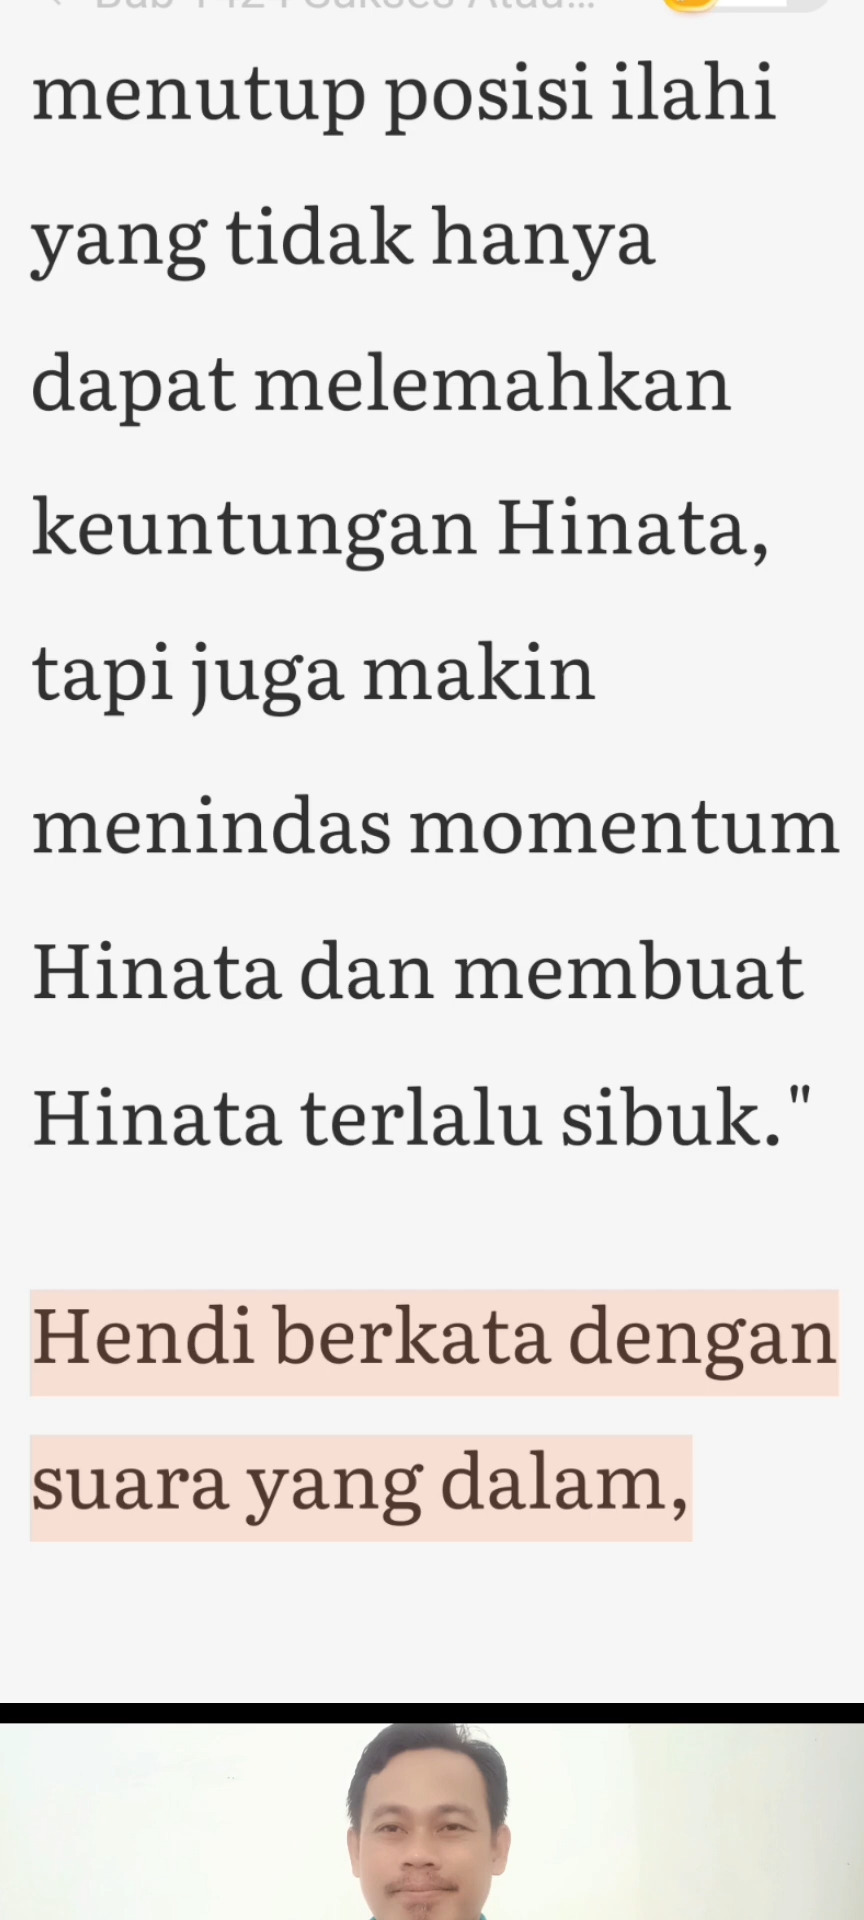 menutup posisi ilahi
yang tidak hanya
dapat melemahkan
keuntungan Hinata,
tapi juga makin
menindas momentum
Hinata dan membuat
Hinata terlalu sibuk."
Hendi berkata dengan
suara yang dalam,